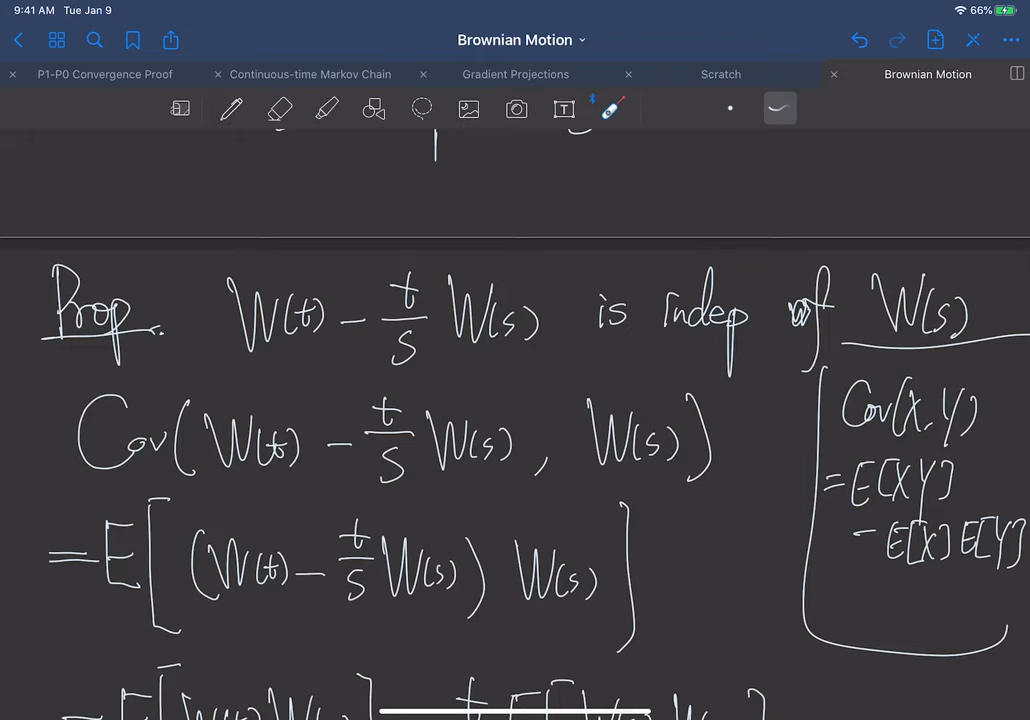 9:41 AM Tue Jan 9
66%
Brownian Motion
P1-P0 Convergence Proof
Continuous-time Markov Chain
Gradient Projections
Scratch
Brownian Motion
Prop. W(t) - t/s W(s) is indep of W(s)
Cov(W(t) - t/s W(s), W(s))
Cov(X,Y)
= E[XY]
- E[X]E[Y]
= E[(W(t) - t/s W(s)) W(s)]